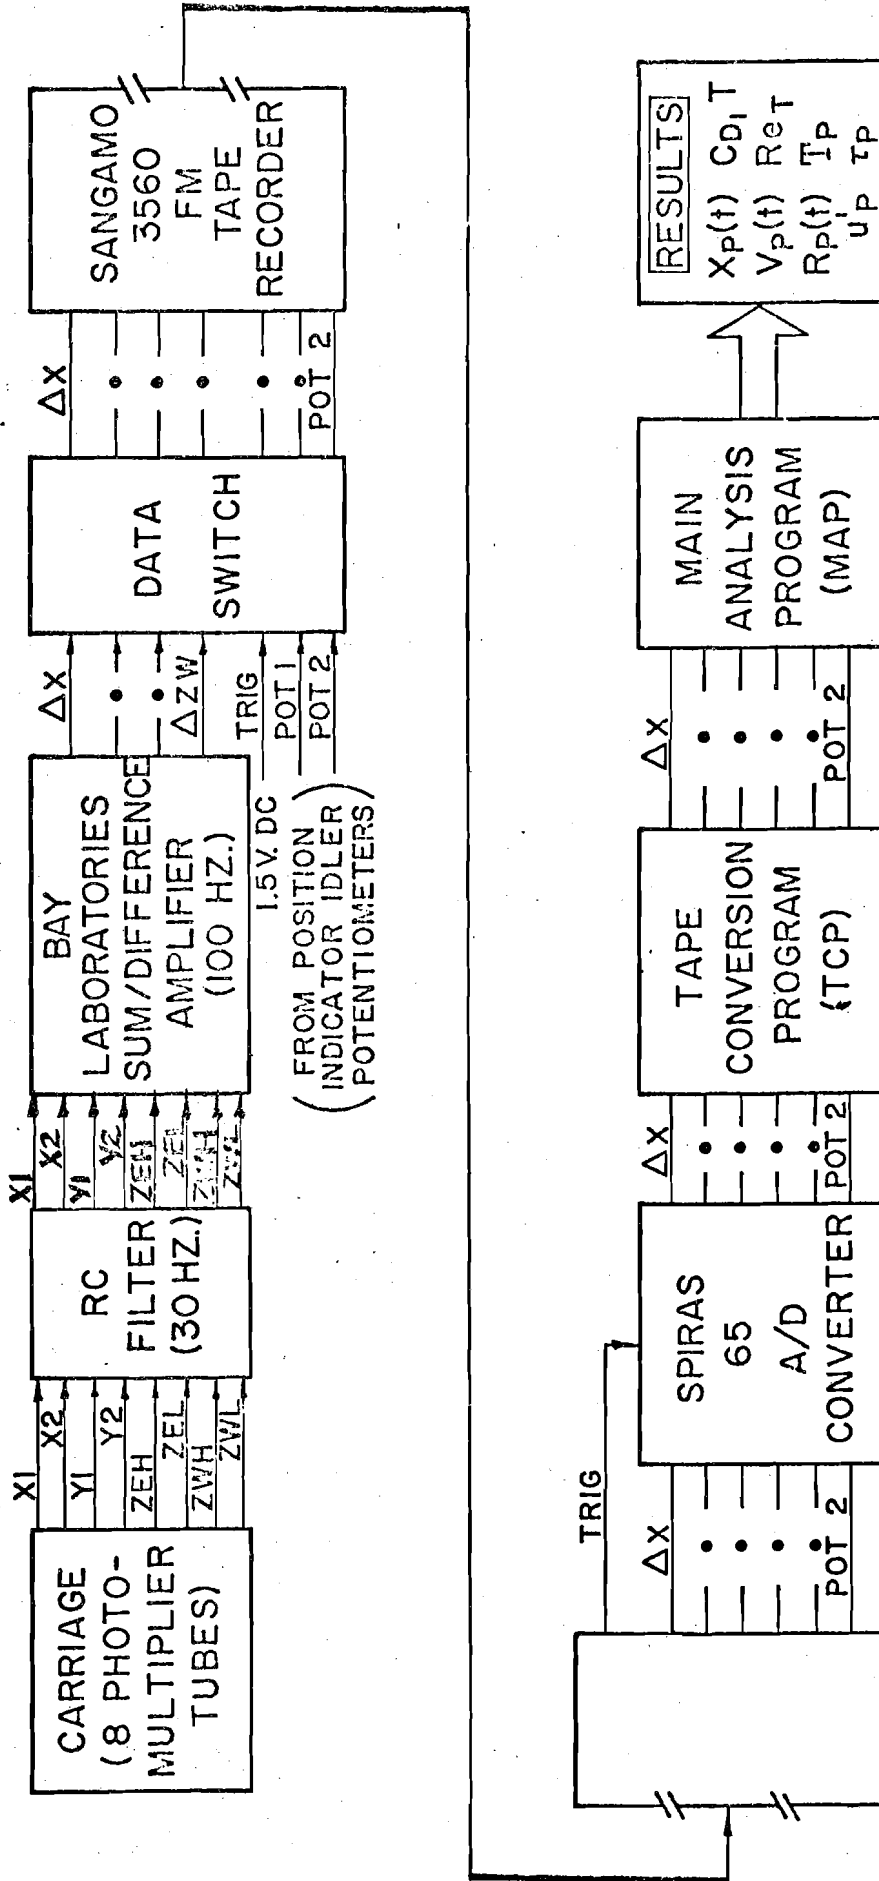 X1
X2
Y1
Y2
ZEH
ZEL
ZWH
ZWL
CARRIAGE
(8 PHOTO-
MULTIPLIER
TUBES)
RC
FILTER
(30 HZ.)
X1
X2
Y1
Y2
ZEH
ZEL
ZWH
ZWL
BAY
LABORATORIES
SUM/DIFFERENCE
AMPLIFIER
(100 HZ.)
ΔX
ΔZW
TRIG
1.5V. DC
POT 1
POT 2
(FROM POSITION
INDICATOR IDLER
POTENTIOMETERS)
DATA
SWITCH
ΔX
POT 2
SANGAMO
3560
FM
TAPE
RECORDER
TRIG
ΔX
POT 2
SPIRAS
65
A/D
CONVERTER
ΔX
POT 2
TAPE
CONVERSION
PROGRAM
(TCP)
ΔX
POT 2
MAIN
ANALYSIS
PROGRAM
(MAP)
RESULTS
XP(t) CD, T
VP(t) ReT
RP(t) IP
u'P τP